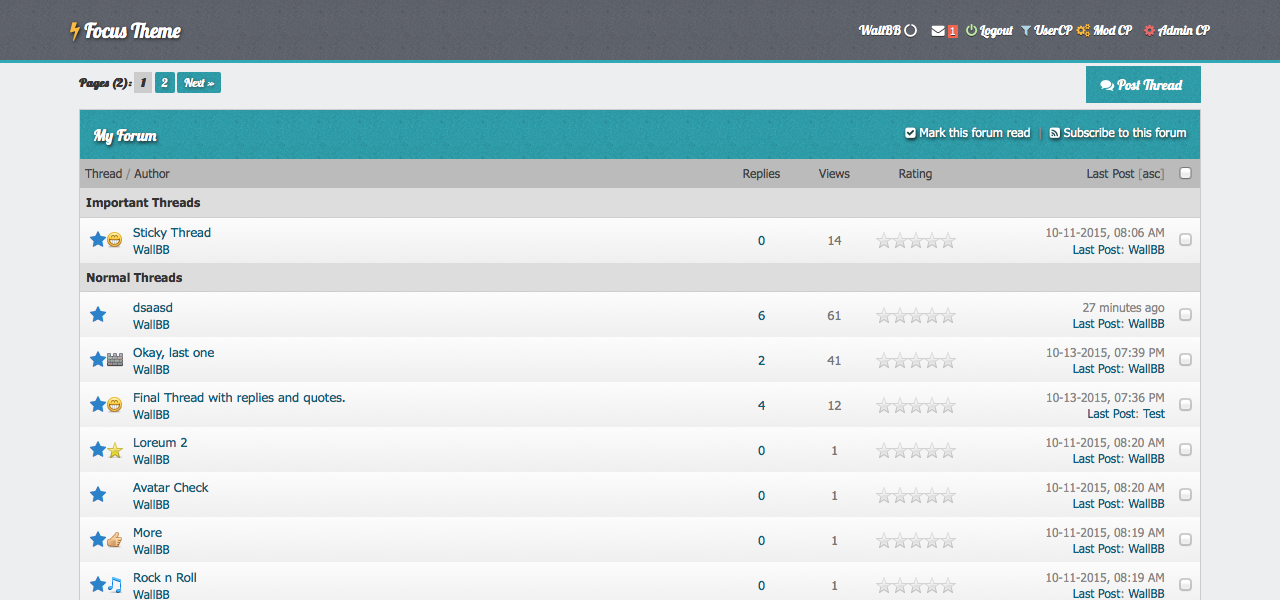 Focus Theme
WallBB 1 Logout UserCP Mod CP Admin CP
Pages (2): 1 2 Next »
Post Thread
My Forum
Mark this forum read | Subscribe to this forum
Thread / Author Replies Views Rating Last Post [asc]
Important Threads
Sticky Thread 0 14 10-11-2015, 08:06 AM
WallBB Last Post: WallBB
Normal Threads
dsaasd 6 61 27 minutes ago
WallBB Last Post: WallBB
Okay, last one 2 41 10-13-2015, 07:39 PM
WallBB Last Post: WallBB
Final Thread with replies and quotes. 4 12 10-13-2015, 07:36 PM
WallBB Last Post: Test
Loreum 2 0 1 10-11-2015, 08:20 AM
WallBB Last Post: WallBB
Avatar Check 0 1 10-11-2015, 08:20 AM
WallBB Last Post: WallBB
More 0 1 10-11-2015, 08:19 AM
WallBB Last Post: WallBB
Rock n Roll 0 1 10-11-2015, 08:19 AM
WallBB Last Post: WallBB